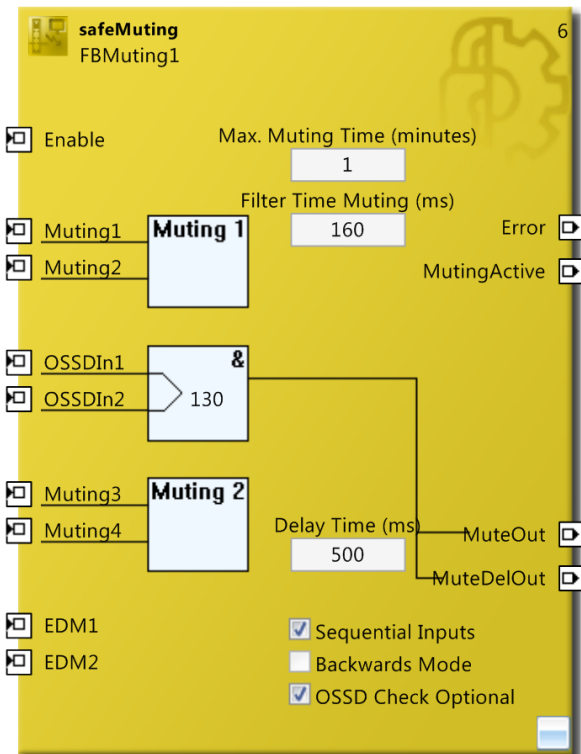 safeMuting
6
FBMuting1
Enable
Max. Muting Time (minutes)
1
Filter Time Muting (ms)
160
Muting1
Muting2
Muting 1
Error
MutingActive
OSSDIn1
OSSDIn2
&
130
Muting3
Muting4
Muting 2
Delay Time (ms)
500
MuteOut
MuteDelOut
EDM1
EDM2
Sequential Inputs
Backwards Mode
OSSD Check Optional